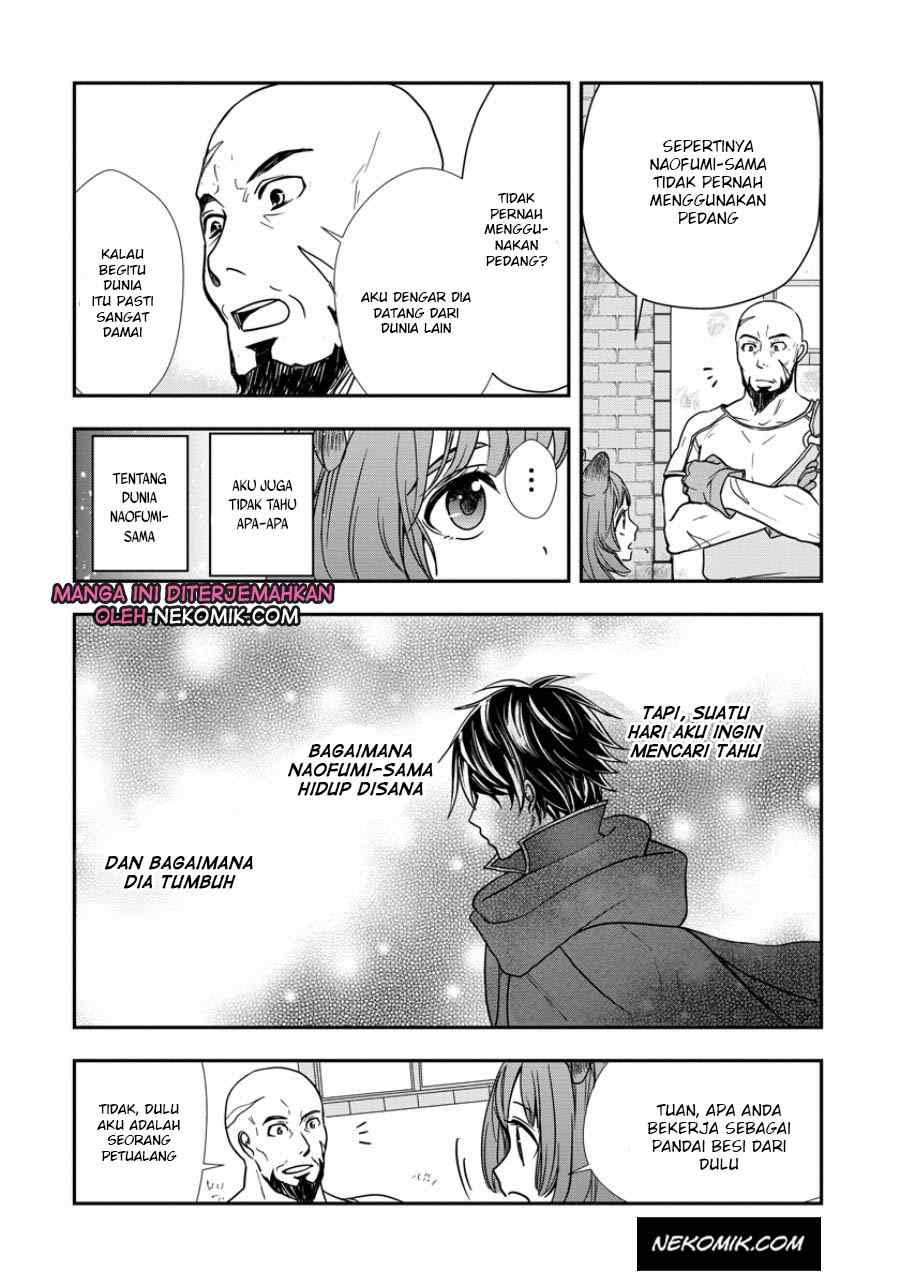 SEPERTINYA
NAOFUMI-SAMA
TIDAK PERNAH
MENGGUNAKAN
PEDANG
TIDAK
PERNAH
MENGGU-
NAKAN
PEDANG?
AKU DENGAR DIA
DATANG DARI
DUNIA LAIN
KALAU
BEGITU
DUNIA
ITU PASTI
SANGAT
DAMAI
...
AKU JUGA
TIDAK TAHU
APA-APA
TENTANG
DUNIA
NAOFUMI-
SAMA
MANGA INI DITERJEMAHKAN
OLEH NEKOMIK.COM
TAPI, SUATU
HARI AKU INGIN
MENCARI TAHU
BAGAIMANA
NAOFUMI-SAMA
HIDUP DISANA
DAN BAGAIMANA
DIA TUMBUH
TUAN, APA ANDA
BEKERJA SEBAGAI
PANDAI BESI DARI
DULU
TIDAK, DULU
AKU ADALAH
SEORANG
PETUALANG
NEKOMIK.COM